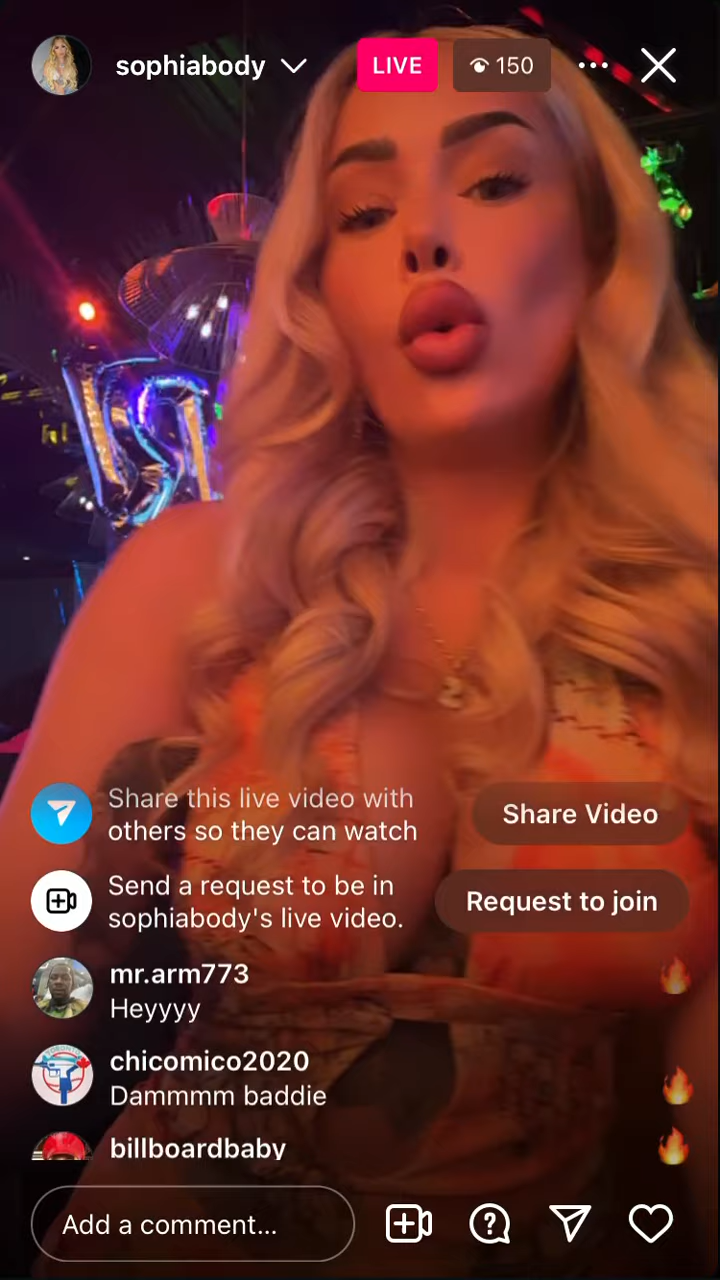 sophiabody
LIVE
150
Share this live video with
others so they can watch
Share Video
Send a request to be in
sophiabody's live video.
Request to join
mr.arm773
Heyyyy
chicomico2020
Dammmm baddie
billboardbaby
Add a comment...